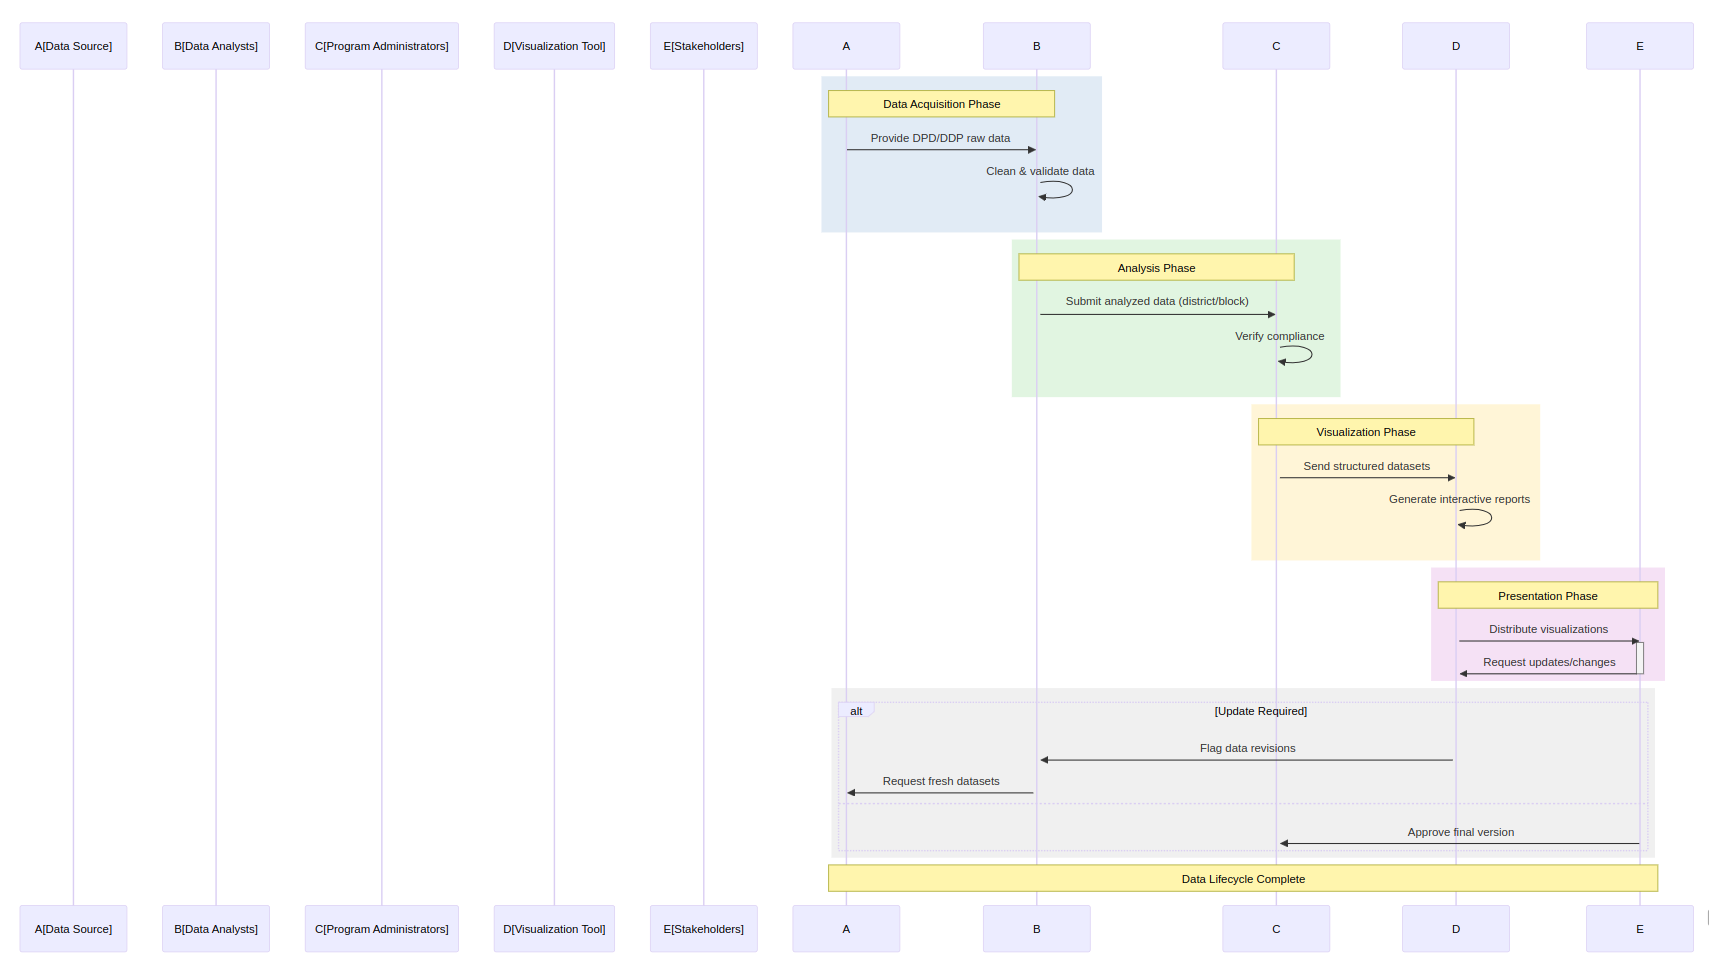 A[Data Source]
B[Data Analysts]
C[Program Administrators]
D[Visualization Tool]
E[Stakeholders]
A
B
C
D
E
Data Acquisition Phase
Provide DPD/DDP raw data
Clean & validate data
Analysis Phase
Submit analyzed data (district/block)
Verify compliance
Visualization Phase
Send structured datasets
Generate interactive reports
Presentation Phase
Distribute visualizations
Request updates/changes
alt
[Update Required]
Flag data revisions
Request fresh datasets
Approve final version
Data Lifecycle Complete
A[Data Source]
B[Data Analysts]
C[Program Administrators]
D[Visualization Tool]
E[Stakeholders]
A
B
C
D
E